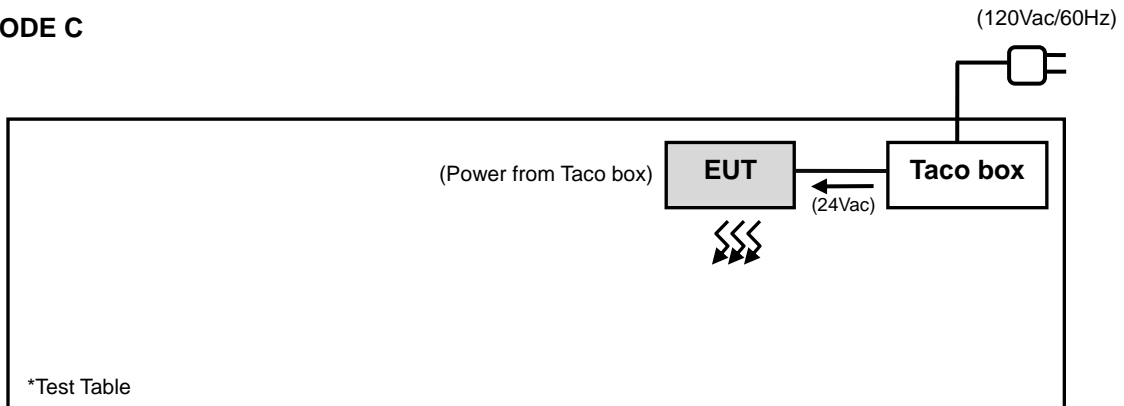 ODE C
(120Vac/60Hz)
(Power from Taco box)
EUT
(24Vac)
Taco box
*Test Table